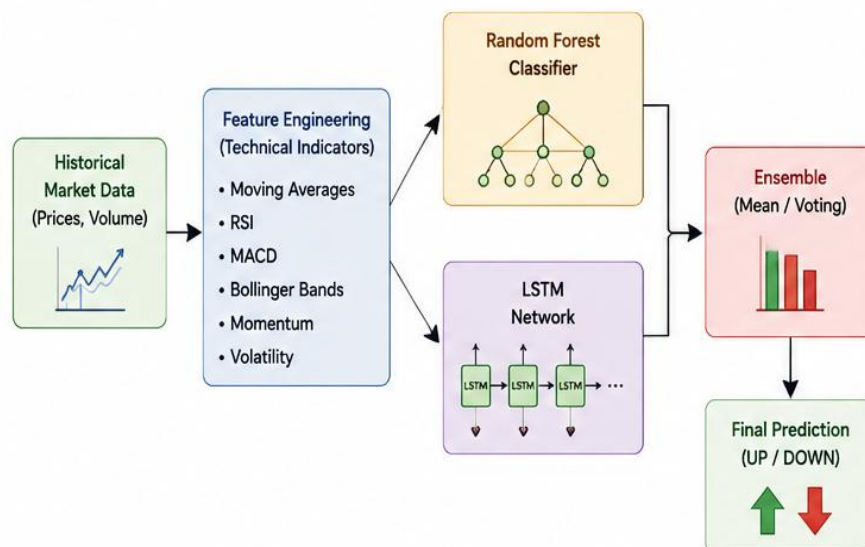 Historical
Market Data
(Prices, Volume)
Feature Engineering
(Technical Indicators)
• Moving Averages
• RSI
• MACD
• Bollinger Bands
• Momentum
• Volatility
Random Forest
Classifier
LSTM
Network
LSTM LSTM LSTM ...
Ensemble
(Mean / Voting)
Final Prediction
(UP / DOWN)